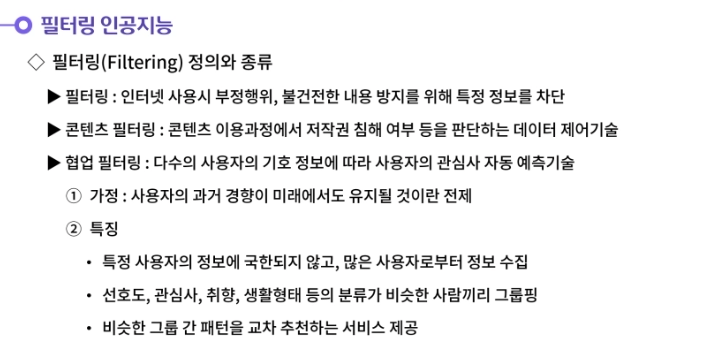 필터링 인공지능
◇ 필터링(Filtering) 정의와 종류
▶ 필터링 : 인터넷 사용시 부정행위, 불건전한 내용 방지를 위해 특정 정보를 차단
▶ 콘텐츠 필터링 : 콘텐츠 이용과정에서 저작권 침해 여부 등을 판단하는 데이터 제어기술
▶ 협업 필터링 : 다수의 사용자의 기호 정보에 따라 사용자의 관심사 자동 예측기술
① 가정 : 사용자의 과거 경향이 미래에서도 유지될 것이란 전제
② 특징
• 특정 사용자의 정보에 국한되지 않고, 많은 사용자로부터 정보 수집
• 선호도, 관심사, 취향, 생활형태 등의 분류가 비슷한 사람끼리 그룹핑
• 비슷한 그룹 간 패턴을 교차 추천하는 서비스 제공